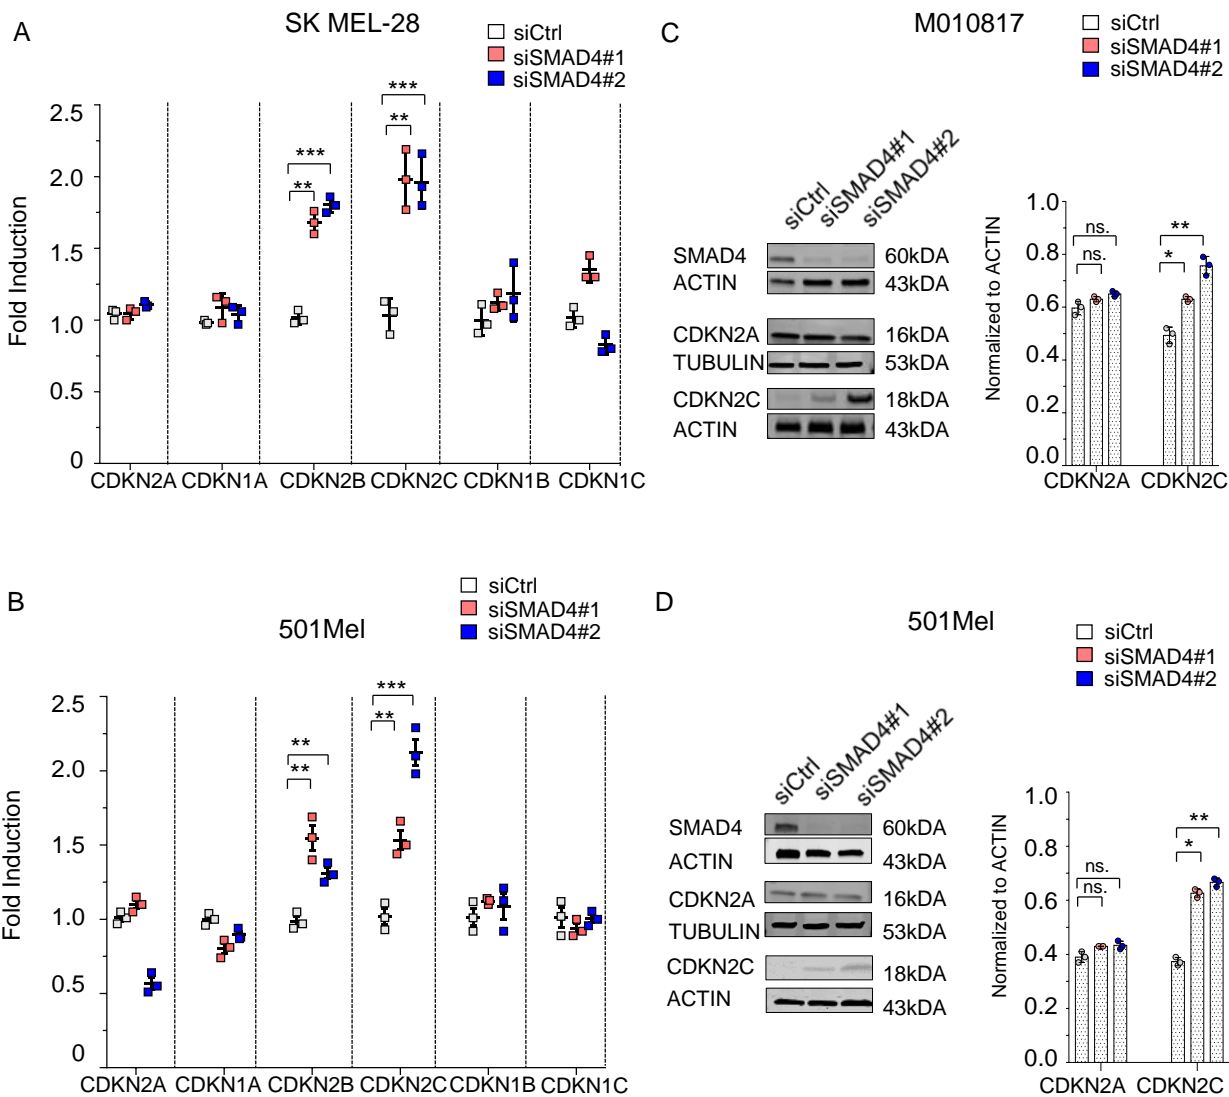 A
SK MEL-28
siCtrl
siSMAD4#1
siSMAD4#2
Fold Induction
2.5
2.0
1.5
1.0
0.5
0
** ***
** ***
CDKN2A CDKN1A CDKN2B CDKN2C CDKN1B CDKN1C
B
501Mel
siCtrl
siSMAD4#1
siSMAD4#2
Fold Induction
2.5
2.0
1.5
1.0
0.5
0
** **
** ***
CDKN2A CDKN1A CDKN2B CDKN2C CDKN1B CDKN1C
C
M010817
siCtrl
siSMAD4#1
siSMAD4#2
siCtrl siSMAD4#1 siSMAD4#2
SMAD4 60kDA
ACTIN 43kDA
CDKN2A 16kDA
TUBULIN 53kDA
CDKN2C 18kDA
ACTIN 43kDA
Normalized to ACTIN
1.0
0.8
0.6
0.4
0.2
0.0
ns.
ns.
**
*
CDKN2A CDKN2C
D
501Mel
siCtrl
siSMAD4#1
siSMAD4#2
siCtrl siSMAD4#1 siSMAD4#2
SMAD4 60kDA
ACTIN 43kDA
CDKN2A 16kDA
TUBULIN 53kDA
CDKN2C 18kDA
ACTIN 43kDA
Normalized to ACTIN
1.0
0.8
0.6
0.4
0.2
0.0
ns.
ns.
**
*
CDKN2A CDKN2C